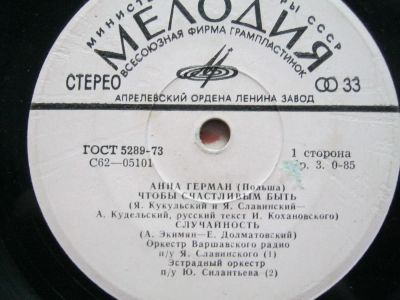 МИНИСТ РЫ СССР
МЕЛОДИЯ
ВСЕСОЮЗНАЯ ФИРМА ГРАМПЛАСТИНОК
СТЕРЕО 33
АПРЕЛЕВСКИЙ ОРДЕНА ЛЕНИНА ЗАВОД
ГОСТ 5289-73 1 сторона
С62—05101 р. 3. 0-85
АННА ГЕРМАН (Польша)
ЧТОБЫ СЧАСТЛИВЫМ БЫТЬ
(Я. Кукульский и Я. Славинский—
А. Кудельский, русский текст И. Кохановского)
СЛУЧАЙНОСТЬ
(А. Экимян—Е. Долматовский)
Оркестр Варшавского радио
п/у Я. Славинского (1)
Эстрадный оркестр
п/у Ю. Силантьева (2)